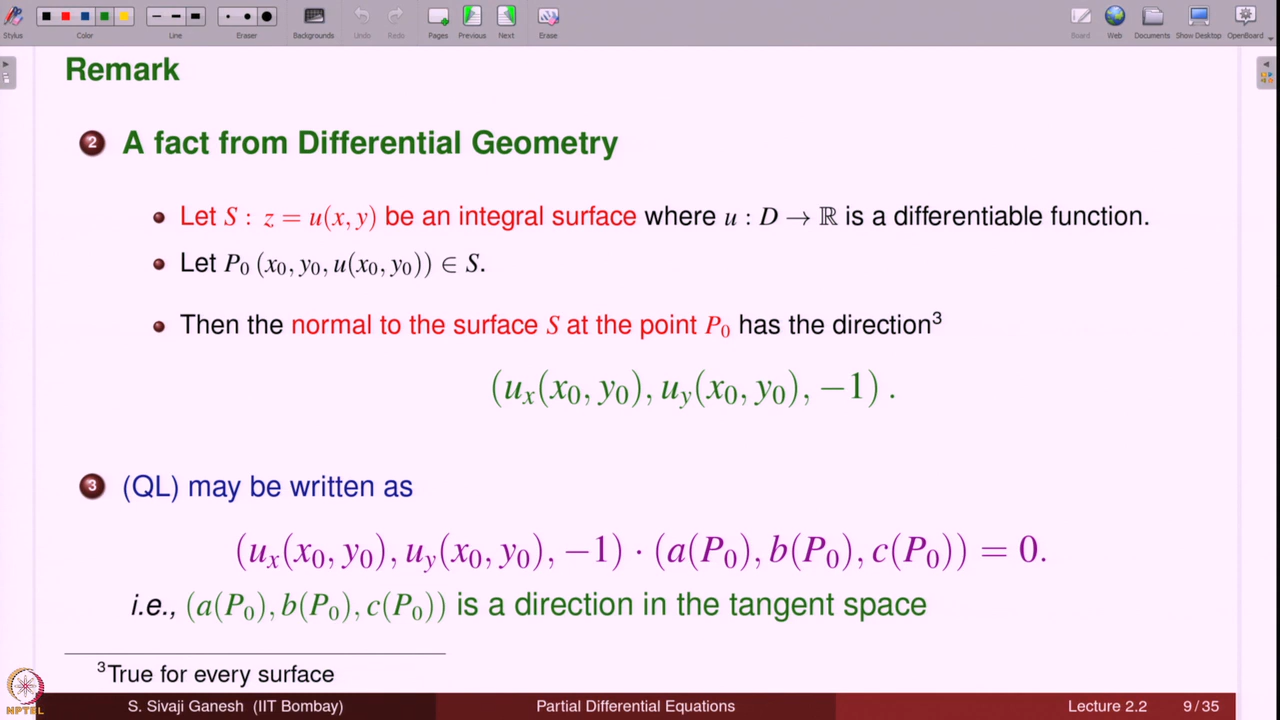 Stylus Color Line Eraser Backgrounds Undo Redo Pages Previous Next Erase Board Web Documents Show Desktop OpenBoard
Remark
2 A fact from Differential Geometry
Let S : z = u(x, y) be an integral surface where u : D → ℝ is a differentiable function.
Let P₀ (x₀, y₀, u(x₀, y₀)) ∈ S.
Then the normal to the surface S at the point P₀ has the direction³
(uₓ(x₀, y₀), u_y(x₀, y₀), −1) .
3 (QL) may be written as
(uₓ(x₀, y₀), u_y(x₀, y₀), −1) · (a(P₀), b(P₀), c(P₀)) = 0.
i.e., (a(P₀), b(P₀), c(P₀)) is a direction in the tangent space
³True for every surface
NPTEL
S. Sivaji Ganesh (IIT Bombay) Partial Differential Equations Lecture 2.2 9 / 35